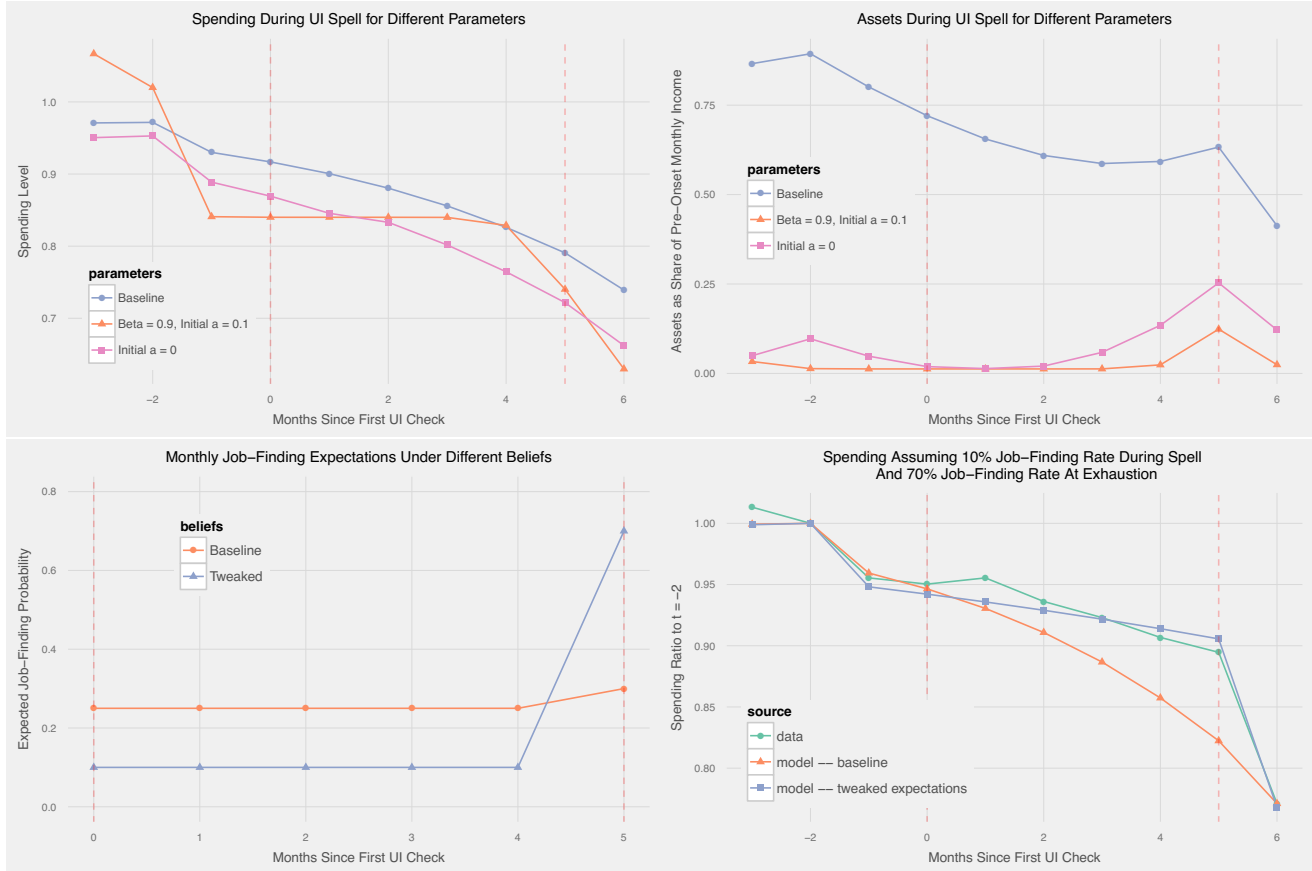 Spending During UI Spell for Different Parameters
1.0
0.9
0.8
0.7
Spending Level
parameters
Baseline
Beta = 0.9, Initial a = 0.1
Initial a = 0
−2
0
2
4
6
Months Since First UI Check
Assets During UI Spell for Different Parameters
0.75
0.50
0.25
0.00
Assets as Share of Pre−Onset Monthly Income
parameters
Baseline
Beta = 0.9, Initial a = 0.1
Initial a = 0
−2
0
2
4
6
Months Since First UI Check
Monthly Job−Finding Expectations Under Different Beliefs
0.8
0.6
0.4
0.2
0.0
Expected Job−Finding Probability
beliefs
Baseline
Tweaked
0
1
2
3
4
5
Months Since First UI Check
Spending Assuming 10% Job−Finding Rate During Spell
And 70% Job−Finding Rate At Exhaustion
1.00
0.95
0.90
0.85
0.80
Spending Ratio to t = −2
source
data
model −− baseline
model −− tweaked expectations
−2
0
2
4
6
Months Since First UI Check